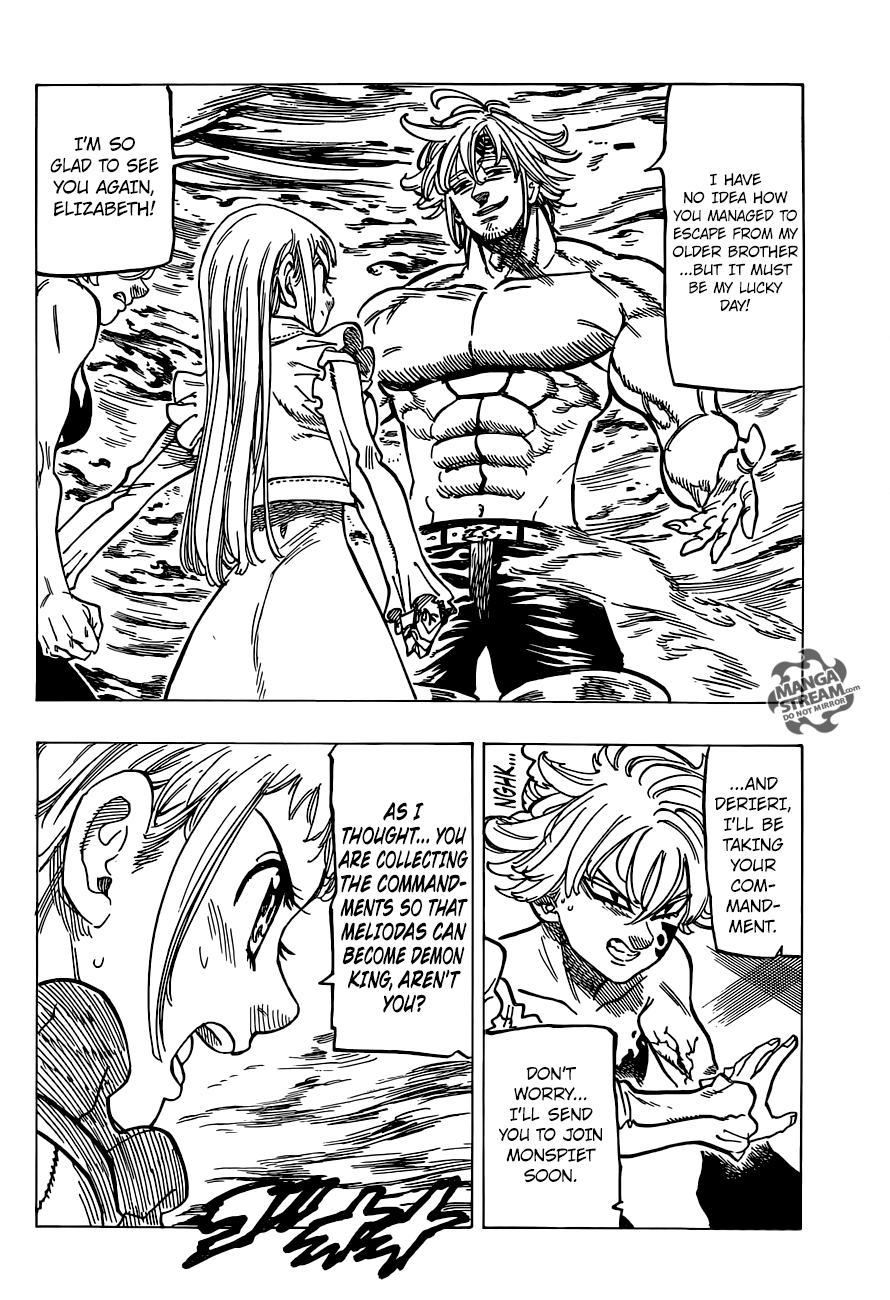 I HAVE
NO IDEA HOW
YOU MANAGED TO
ESCAPE FROM MY
OLDER BROTHER
...BUT IT MUST
BE MY LUCKY
DAY!
I'M SO
GLAD TO SEE
YOU AGAIN,
ELIZABETH!
MANGA
STREAM.com
DO NOT MIRROR
...AND
DERIERI,
I'LL BE
TAKING
YOUR
COM-
MAND-
MENT.
NGHK...
DON'T
WORRY...
I'LL SEND
YOU TO JOIN
MONSPIET
SOON.
AS I
THOUGHT... YOU
ARE COLLECTING
THE COMMAND-
MENTS SO THAT
MELIODAS CAN
BECOME DEMON
KING, AREN'T
YOU?